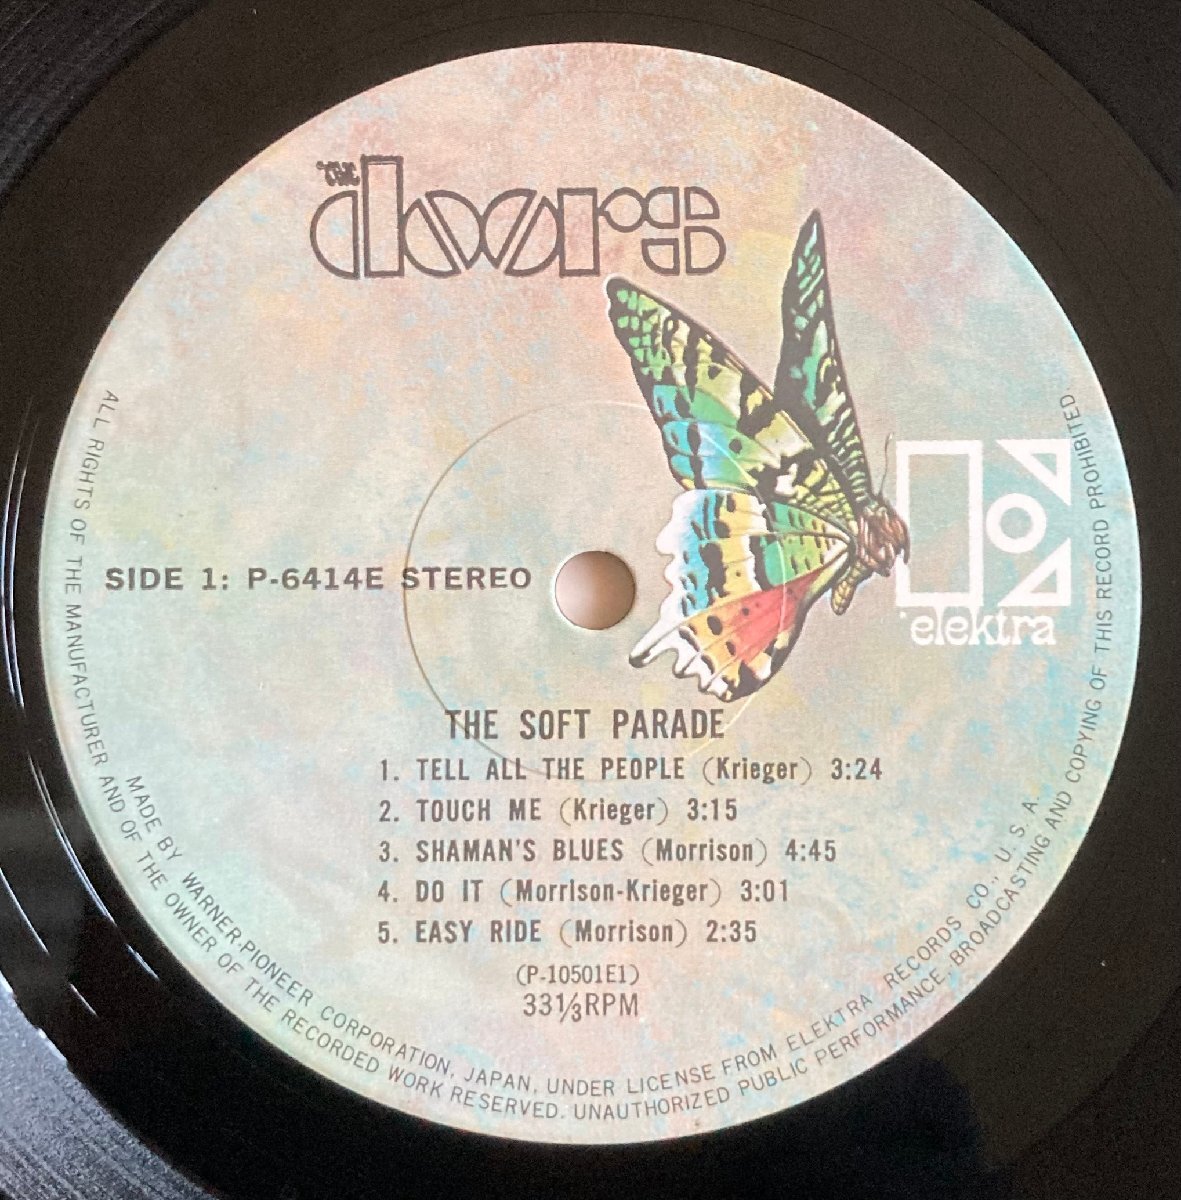 THE
doors
elektra
SIDE 1: P-6414E STEREO
THE SOFT PARADE
1. TELL ALL THE PEOPLE (Krieger) 3:24
2. TOUCH ME (Krieger) 3:15
3. SHAMAN'S BLUES (Morrison) 4:45
4. DO IT (Morrison-Krieger) 3:01
5. EASY RIDE (Morrison) 2:35
(P-10501E1)
33⅓RPM
MADE BY WARNER-PIONEER CORPORATION, JAPAN, UNDER LICENSE FROM ELEKTRA RECORDS CO., U. S. A.
ALL RIGHTS OF THE MANUFACTURER AND OF THE OWNER OF THE RECORDED WORK RESERVED. UNAUTHORIZED PUBLIC PERFORMANCE, BROADCASTING AND COPYING OF THIS RECORD PROHIBITED.